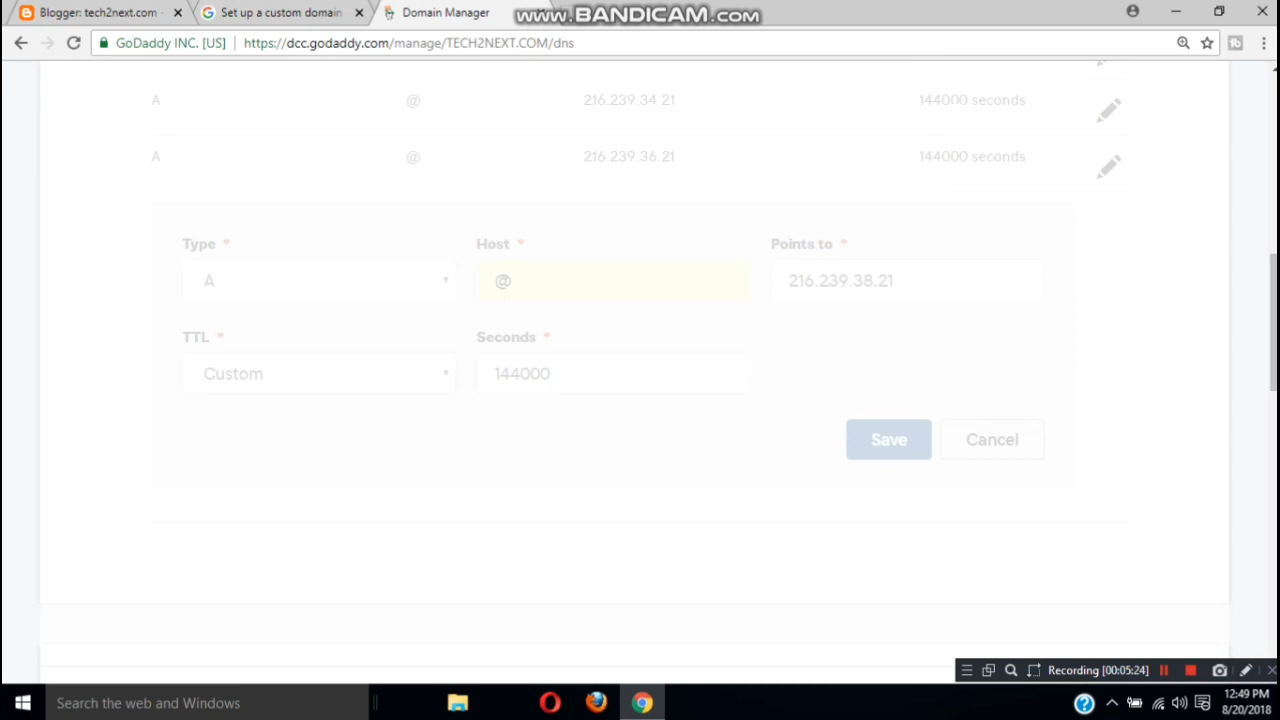 Blogger: tech2next.com -
Set up a custom domain
Domain Manager
www.BANDICAM.com
GoDaddy INC. [US]
https://dcc.godaddy.com/manage/TECH2NEXT.COM/dns
A @ 216.239.34.21 144000 seconds
A @ 216.239.36.21 144000 seconds
Type * Host * Points to *
A @ 216.239.38.21
TTL * Seconds *
Custom 144000
Save Cancel
Recording [00:05:24]
Search the web and Windows
12:49 PM
8/20/2018